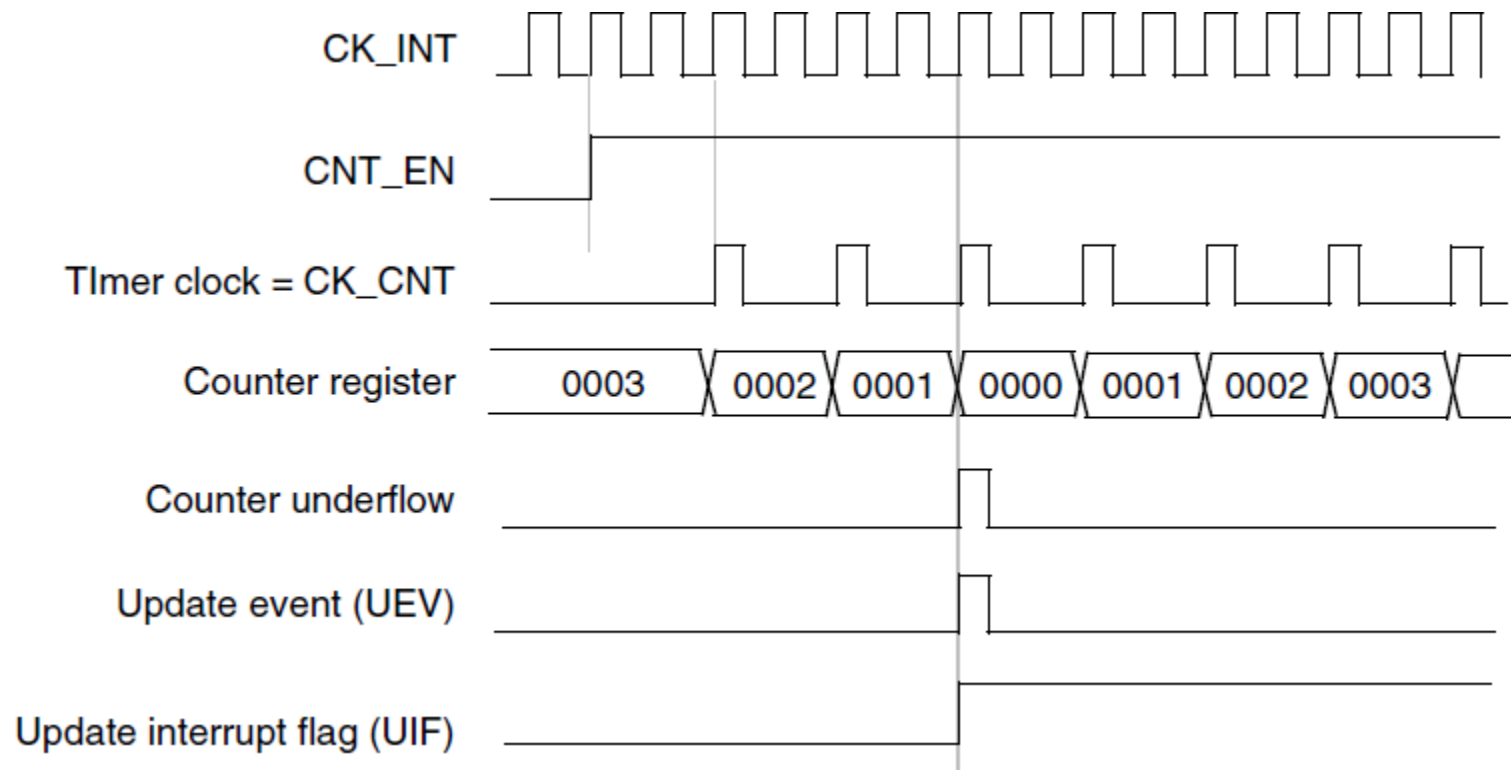 CK_INT
CNT_EN
TImer clock = CK_CNT
Counter register 0003 0002 0001 0000 0001 0002 0003
Counter underflow
Update event (UEV)
Update interrupt flag (UIF)